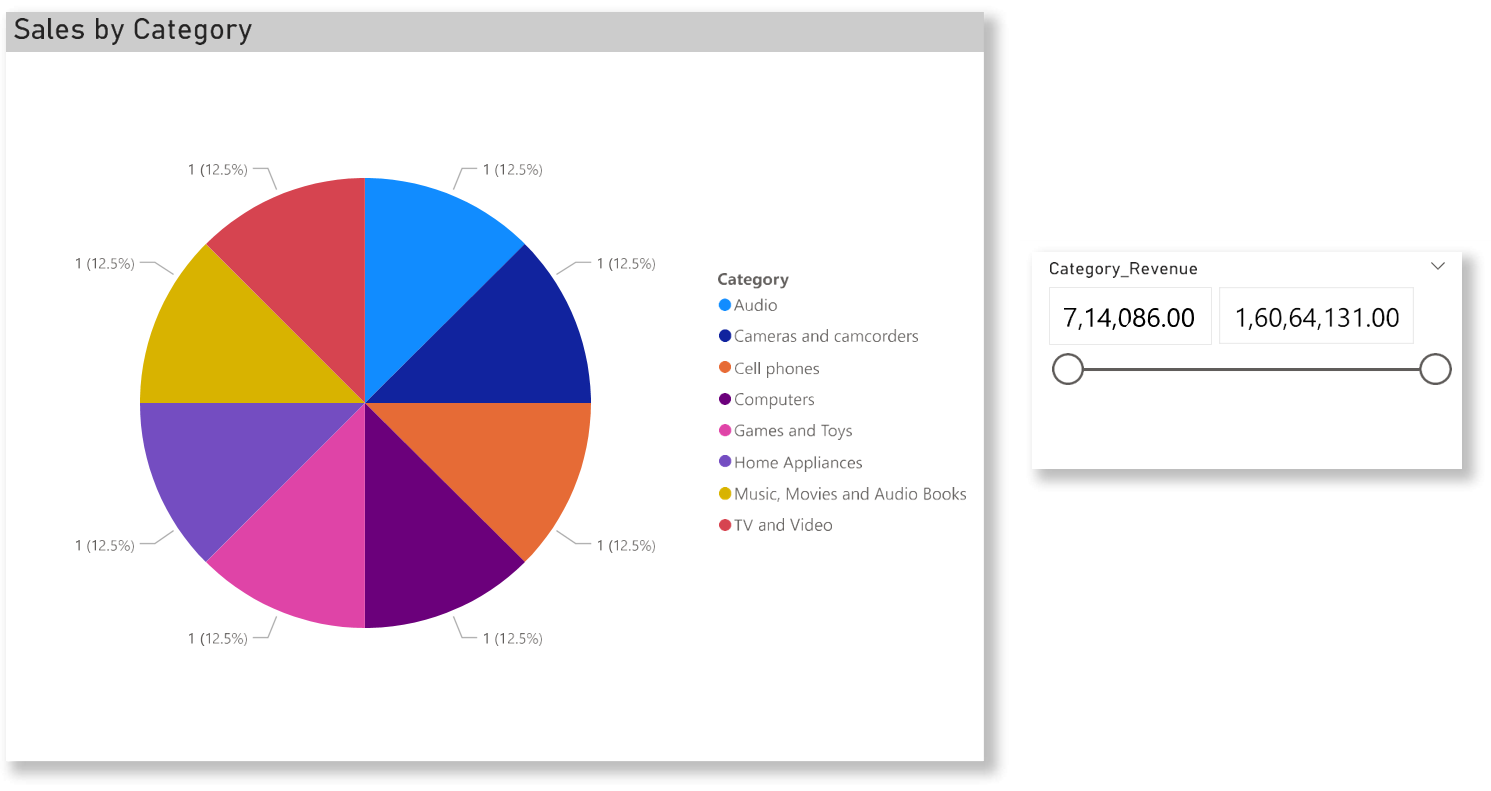 Sales by Category
1 (12.5%)
1 (12.5%)
1 (12.5%)
1 (12.5%)
1 (12.5%)
1 (12.5%)
1 (12.5%)
1 (12.5%)
Category
Audio
Cameras and camcorders
Cell phones
Computers
Games and Toys
Home Appliances
Music, Movies and Audio Books
TV and Video
Category_Revenue
7,14,086.00
1,60,64,131.00